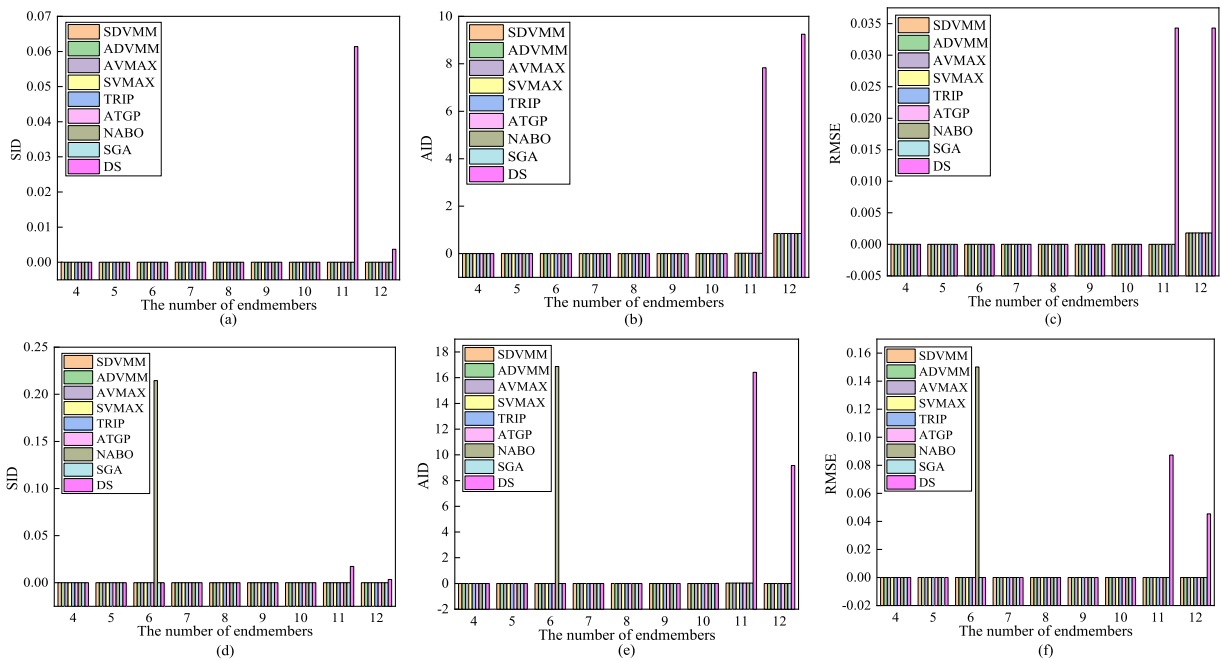 0.07
0.06
0.05
0.04
0.03
0.02
0.01
0.00
SID
SDVMM
ADVMM
AVMAX
SVMAX
TRIP
ATGP
NABO
SGA
DS
4 5 6 7 8 9 10 11 12
The number of endmembers
(a)
10
8
6
4
2
0
AID
SDVMM
ADVMM
AVMAX
SVMAX
TRIP
ATGP
NABO
SGA
DS
4 5 6 7 8 9 10 11 12
The number of endmembers
(b)
0.035
0.030
0.025
0.020
0.015
0.010
0.005
0.000
-0.005
RMSE
SDVMM
ADVMM
AVMAX
SVMAX
TRIP
ATGP
NABO
SGA
DS
4 5 6 7 8 9 10 11 12
The number of endmembers
(c)
0.25
0.20
0.15
0.10
0.05
0.00
SID
SDVMM
ADVMM
AVMAX
SVMAX
TRIP
ATGP
NABO
SGA
DS
4 5 6 7 8 9 10 11 12
The number of endmembers
(d)
18
16
14
12
10
8
6
4
2
0
-2
AID
SDVMM
ADVMM
AVMAX
SVMAX
TRIP
ATGP
NABO
SGA
DS
4 5 6 7 8 9 10 11 12
The number of endmembers
(e)
0.16
0.14
0.12
0.10
0.08
0.06
0.04
0.02
0.00
-0.02
RMSE
SDVMM
ADVMM
AVMAX
SVMAX
TRIP
ATGP
NABO
SGA
DS
4 5 6 7 8 9 10 11 12
The number of endmembers
(f)